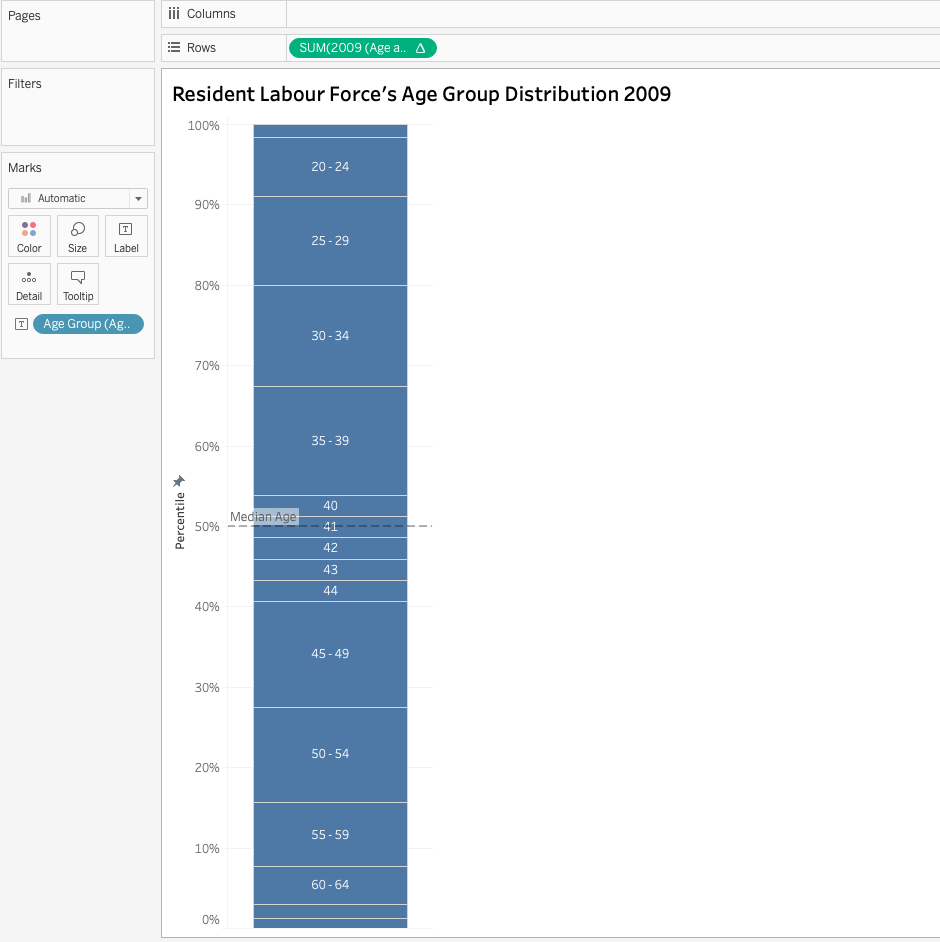 Pages
Columns
Rows
SUM(2009 (Age a..
Filters
Marks
Automatic
Color
Size
Label
Detail
Tooltip
Age Group (Ag..
Resident Labour Force's Age Group Distribution 2009
100%
20 - 24
90%
25 - 29
80%
30 - 34
70%
35 - 39
60%
40
Median Age
50%
41
42
43
44
40%
45 - 49
30%
50 - 54
20%
55 - 59
10%
60 - 64
0%
Percentile